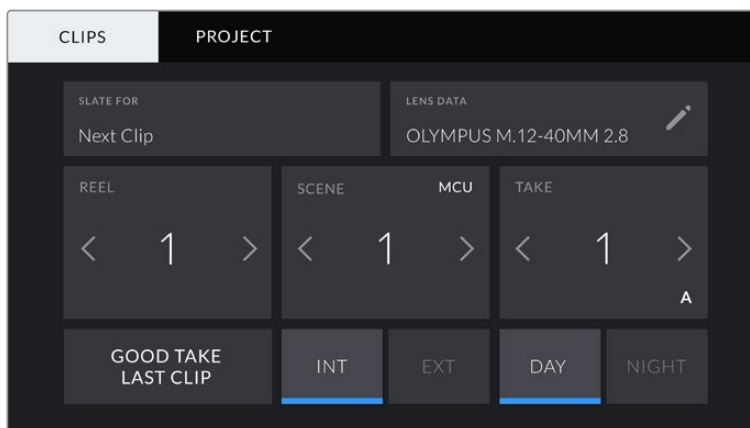 CLIPS PROJECT
SLATE FOR LENS DATA
Next Clip OLYMPUS M.12-40MM 2.8
REEL SCENE MCU TAKE
< 1 > < 1 > < 1 >
A
GOOD TAKE
LAST CLIP
INT EXT DAY NIGHT